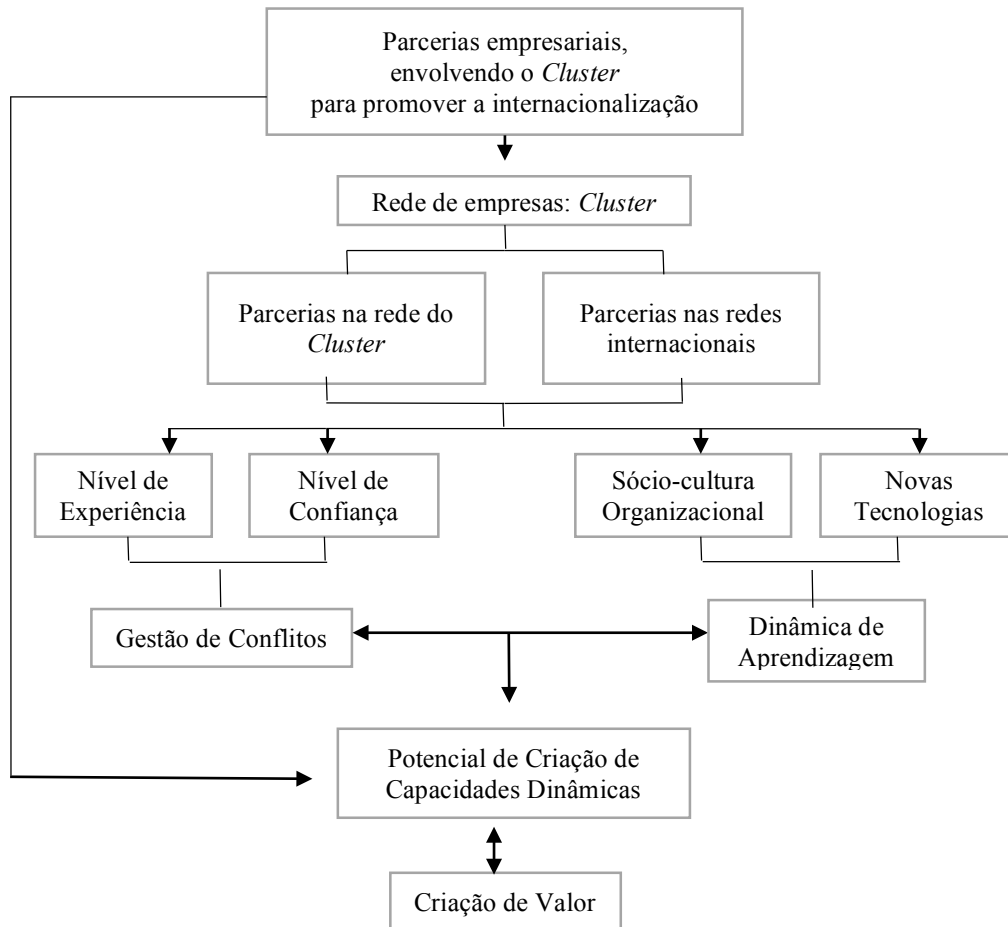 Parcerias empresariais,
envolvendo o Cluster
para promover a internacionalização
Rede de empresas: Cluster
Parcerias na rede do
Cluster
Parcerias nas redes
internacionais
Nível de
Experiência
Nível de
Confiança
Sócio-cultura
Organizacional
Novas
Tecnologias
Gestão de Conflitos
Dinâmica de
Aprendizagem
Potencial de Criação de
Capacidades Dinâmicas
Criação de Valor